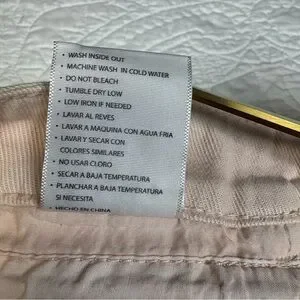 • WASH INSIDE OUT
• MACHINE WASH IN COLD WATER
• DO NOT BLEACH
• TUMBLE DRY LOW
• LOW IRON IF NEEDED
• LAVAR AL REVES
• LAVAR A MAQUINA CON AGUA FRIA
• LAVAR Y SECAR CON
COLORES SIMILARES
• NO USAR CLORO
• SECAR A BAJA TEMPERATURA
• PLANCHAR A BAJA TEMPERATURA
SI NECESITA
• HECHO EN CHINA